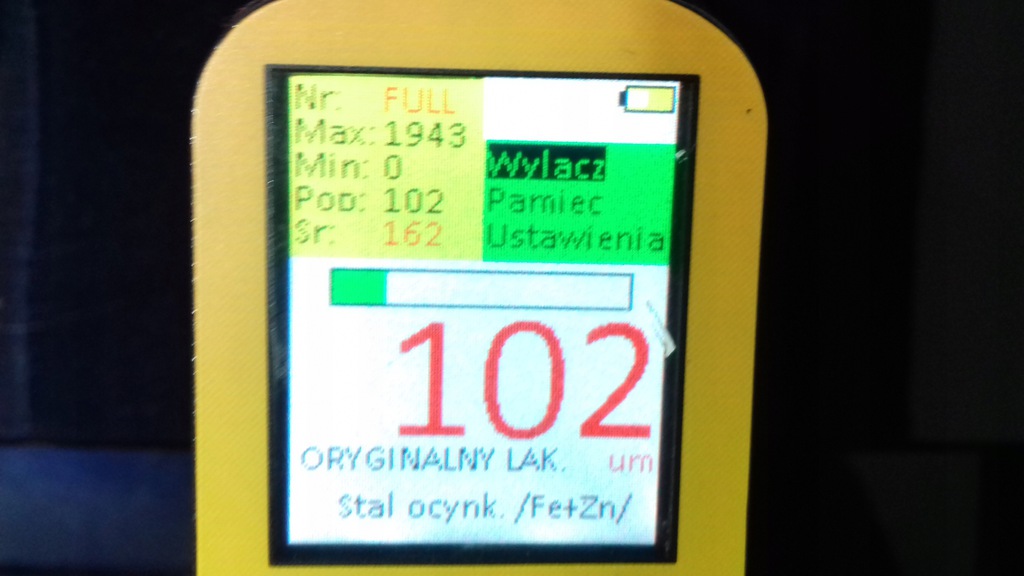 Nr: FULL
Max: 1943
Min: 0
Pop: 102
Sr: 162
Wylacz
Pamiec
Ustawienia
102
ORYGINALNY LAK. um
Stal ocynk. /Fe+Zn/